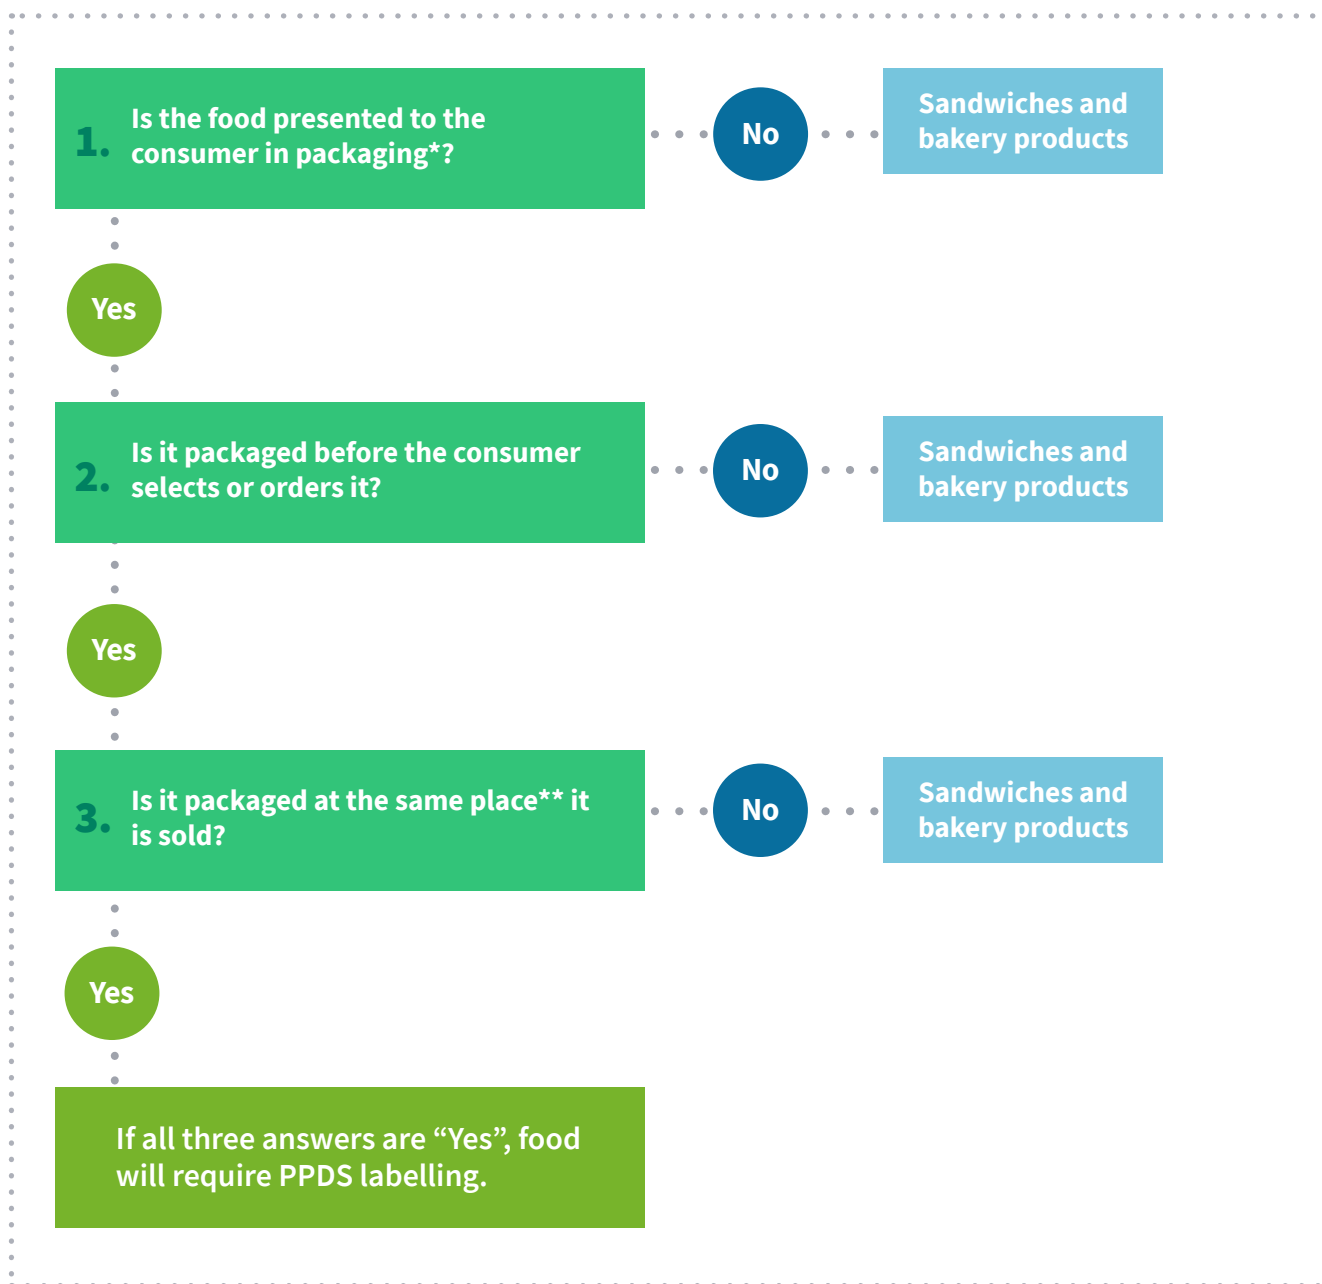 1.
Is the food presented to the
consumer in packaging*?
No
Sandwiches and
bakery products
Yes
2.
Is it packaged before the consumer
selects or orders it?
No
Sandwiches and
bakery products
Yes
3.
Is it packaged at the same place** it
is sold?
No
Sandwiches and
bakery products
Yes
If all three answers are “Yes”, food
will require PPDS labelling.